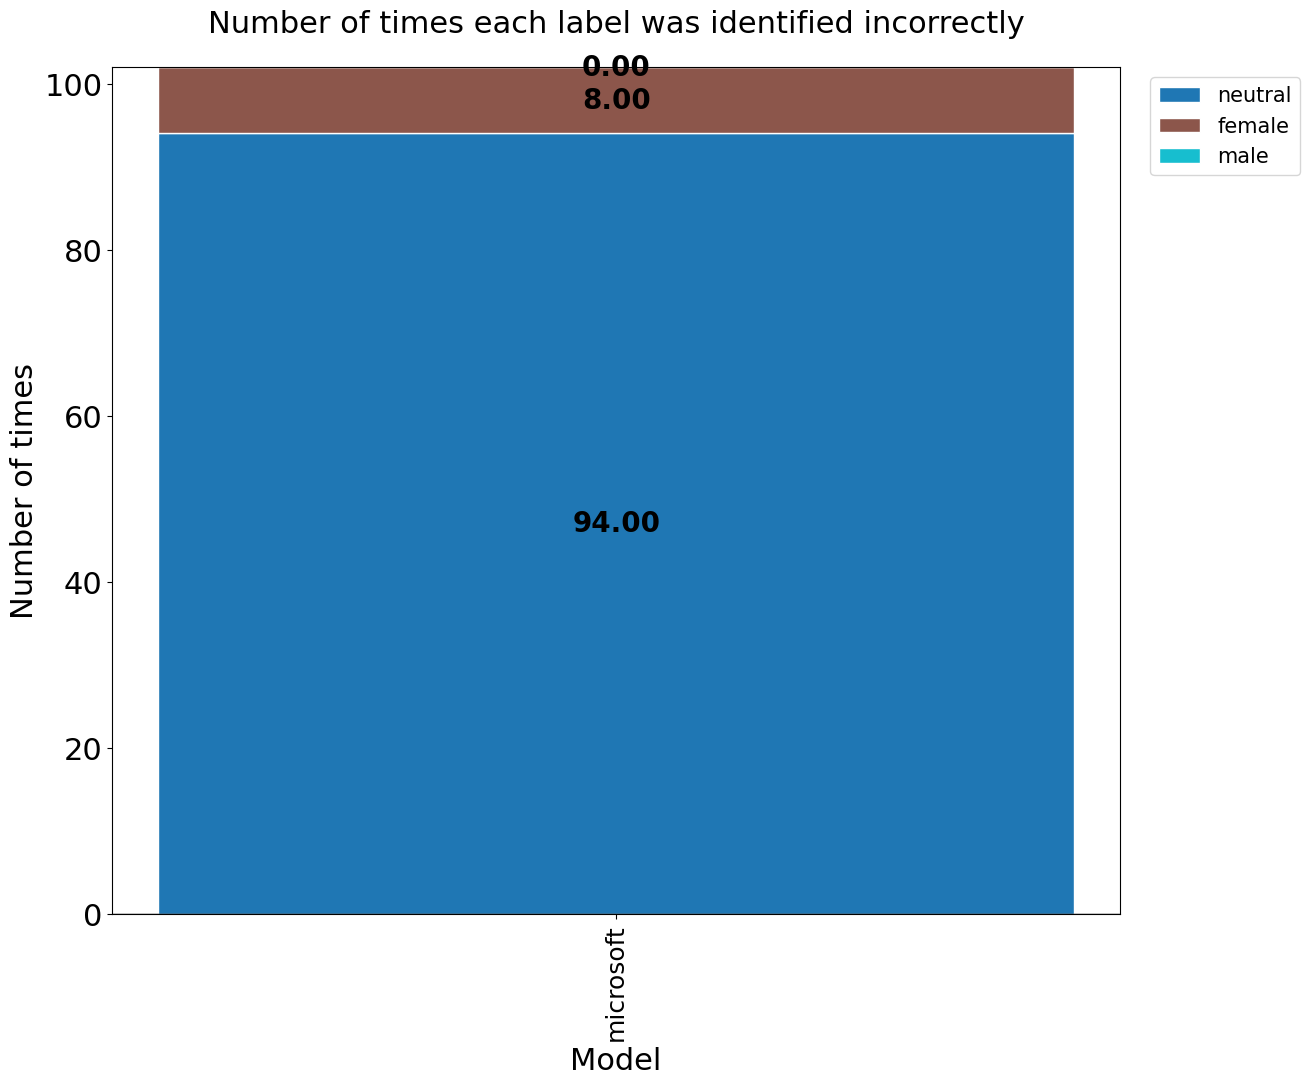 Number of times each label was identified incorrectly
0.00
8.00
94.00
100
80
60
40
20
0
Number of times
microsoft
Model
neutral
female
male